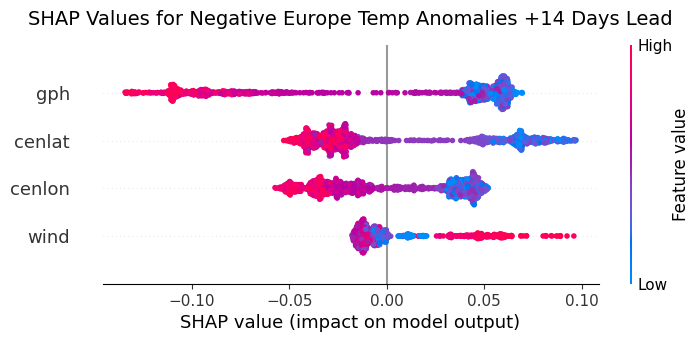 SHAP Values for Negative Europe Temp Anomalies +14 Days Lead
High
gph
cenlat
cenlon
wind
Feature value
Low
−0.10 −0.05 0.00 0.05 0.10
SHAP value (impact on model output)